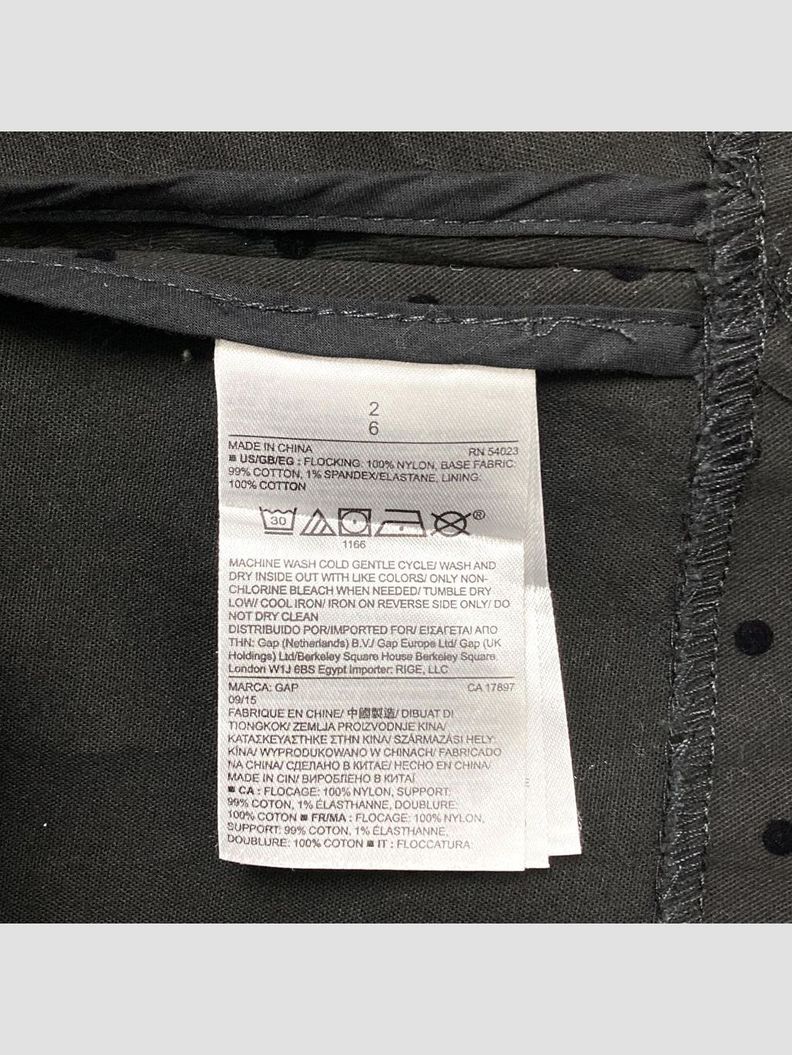 2
6
MADE IN CHINA RN 54023
US/GB/EG : FLOCKING: 100% NYLON, BASE FABRIC:
99% COTTON, 1% SPANDEX/ELASTANE, LINING:
100% COTTON
30 ®
1166
MACHINE WASH COLD GENTLE CYCLE/ WASH AND
DRY INSIDE OUT WITH LIKE COLORS/ ONLY NON-
CHLORINE BLEACH WHEN NEEDED/ TUMBLE DRY
LOW/ COOL IRON/ IRON ON REVERSE SIDE ONLY/ DO
NOT DRY CLEAN
DISTRIBUIDO POR/IMPORTED FOR/ ΕΙΣΑΓΕΤΑΙ ΑΠΟ
ΤΗΝ: Gap (Netherlands) B.V./ Gap Europe Ltd/ Gap (UK
Holdings) Ltd/Berkeley Square House Berkeley Square
London W1J 6BS Egypt Importer: RIGE, LLC
MARCA: GAP CA 17897
09/15
FABRIQUE EN CHINE/ 中國製造/ DIBUAT DI
TIONGKOK/ ZEMLJA PROIZVODNJE KINA/
ΚΑΤΑΣΚΕΥΑΣΤΗΚΕ ΣΤΗΝ ΚΙΝΑ/ SZÁRMAZÁSI HELY:
KÍNA/ WYPRODUKOWANO W CHINACH/ FABRICADO
NA CHINA/ СДЕЛАНО В КИТАЕ/ HECHO EN CHINA/
MADE IN CIN/ ВИРОБЛЕНО В КИТАЇ
CA : FLOCAGE: 100% NYLON, SUPPORT:
99% COTON, 1% ÉLASTHANNE, DOUBLURE:
100% COTON FR/MA : FLOCAGE: 100% NYLON,
SUPPORT: 99% COTON, 1% ÉLASTHANNE,
DOUBLURE: 100% COTON IT : FLOCCATURA: